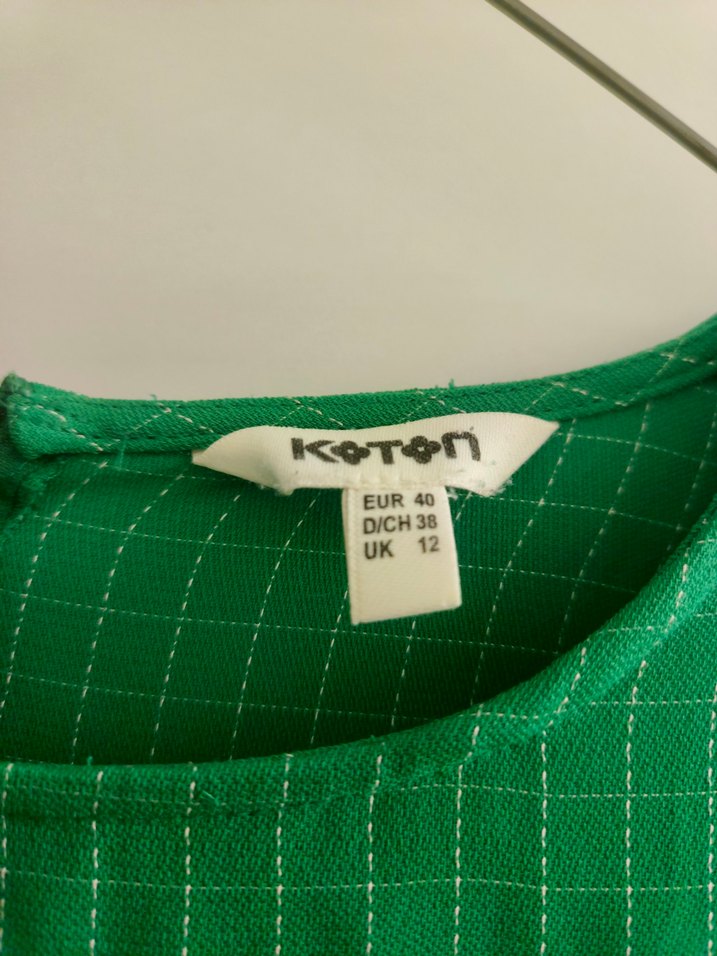 KOTON
EUR 40
D/CH 38
UK 12